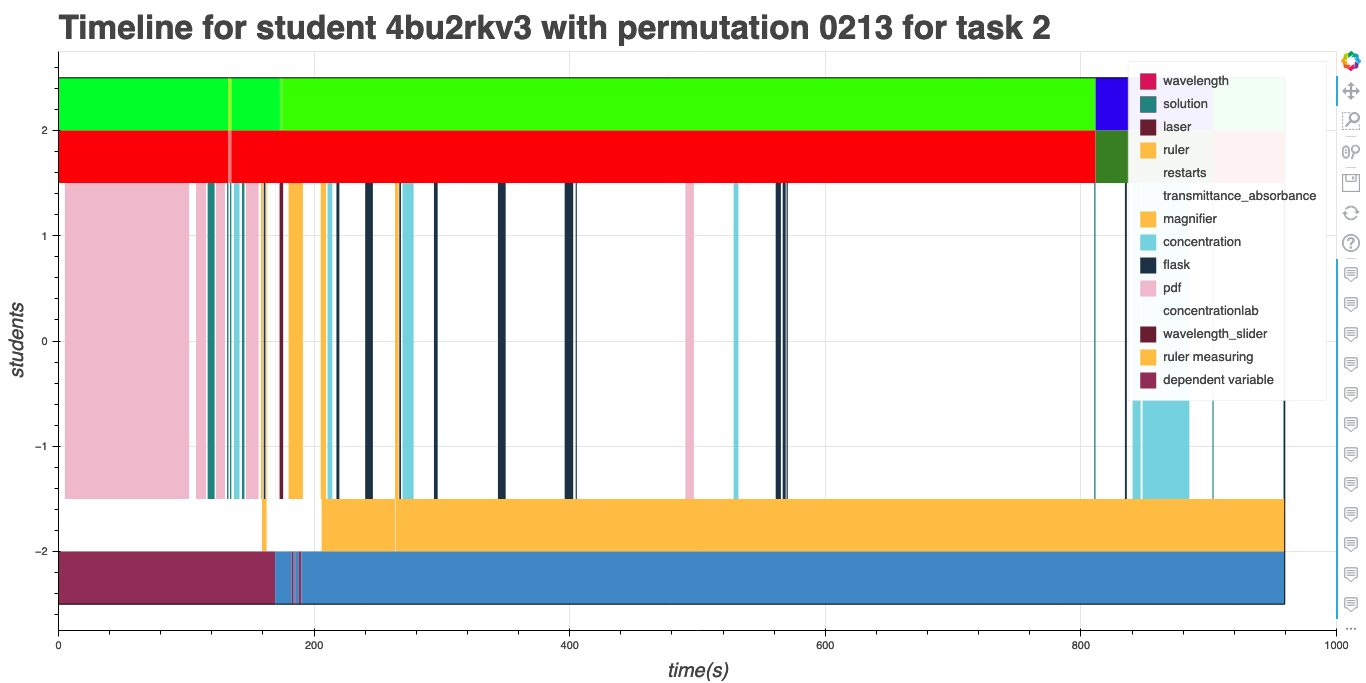 Timeline for student 4bu2rkv3 with permutation 0213 for task 2
wavelength
solution
laser
ruler
restarts
transmittance_absorbance
magnifier
concentration
flask
pdf
concentrationlab
wavelength_slider
ruler measuring
dependent variable
students
2
1
0
−1
−2
0
200
400
600
800
1000
time(s)